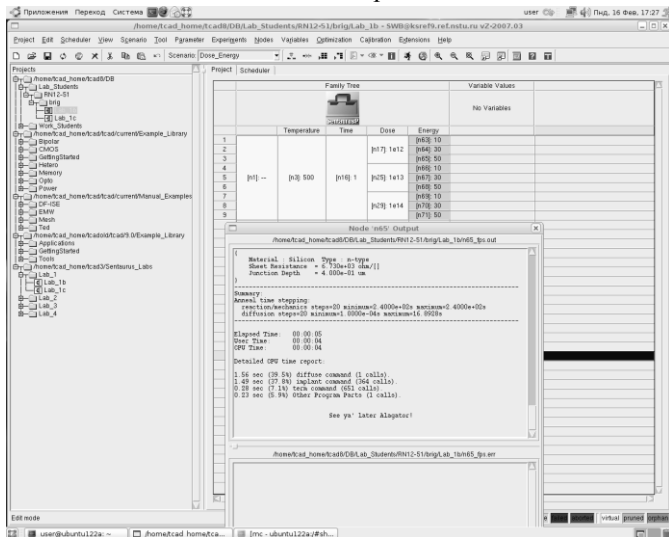 Приложения Переход Система user Пнд, 16 Фев, 17:27
/home/tcad_home/tcad8/DB/Lab_Students/RN12-51/brig/Lab_1b - SWB@ksref9.ref.mstu.ru vZ-2007.03
Project Edit Scheduler View Scenario Tool Parameter Experiments Nodes Variables Optimization Calibration Extensions Help
Scenario: Dose_Energy
Projects
Project Scheduler
/home/tcad_home/tcad8/DB
Lab_Students
RN12-51
brig
Lab_1c
Work_Students
/home/tcad_home/tcad/tcad/current/Example_Library
Bipolar
CMOS
GettingStarted
Hetero
Memory
Opto
Power
/home/tcad_home/tcad/tcad/current/Manual_Examples
DF-ISE
EMW
Mesh
Ted
/home/tcad_home/tcadold/tcad/9.0/Example_Library
Applications
GettingStarted
Tools
/home/tcad_home/tcad3/Sentaurus_Labs
Lab_1
Lab_1b
Lab_1c
Lab_2
Lab_3
Lab_4
Family Tree Variable Values
No Variables
Temperature Time Dose Energy
1 [n63]: 10
2 [n17]: 1e12 [n64]: 30
3 [n65]: 50
4 [n66]: 10
5 [n1]: -- [n3]: 500 [n16]: 1 [n25]: 1e13 [n67]: 30
6 [n68]: 50
7 [n69]: 10
8 [n29]: 1e14 [n70]: 30
9 [n71]: 50
Node 'n65' Output
/home/tcad_home/tcad8/DB/Lab_Students/RN12-51/brig/Lab_1b/n65_fps.out
{
Material : Silicon Type : n-type
Sheet Resistance = 6.730e+03 ohm/[]
Junction Depth = 4.000e-01 um
}
Summary:
Anneal time stepping:
reaction/mechanics steps=20 minimum=2.4000e+02s maximum=2.4000e+02s
diffusion steps=20 minimum=1.0000e-04s maximum=16.8928s
Elapsed Time: 00:00:05
User Time: 00:00:04
CPU Time: 00:00:04
Detailed CPU time report:
1.56 sec (39.5%) diffuse command (1 calls).
1.49 sec (37.8%) implant command (364 calls).
0.28 sec (7.1%) term command (651 calls).
0.23 sec (5.9%) Other Program Parts (1 calls).
See ya' later Alagator!
/home/tcad_home/tcad8/DB/Lab_Students/RN12-51/brig/Lab_1b/n65_fps.err
Edit mode
virtual pruned orphan
user@ubuntu122a: ~ /home/tcad_home/tca... [mc - ubuntu122a:/#sh...